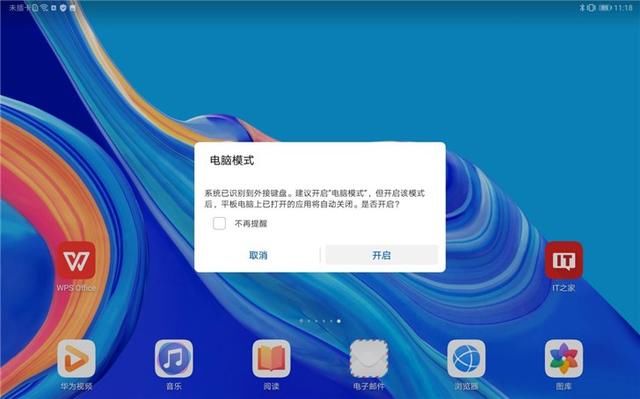 未插卡
11:18
电脑模式
系统已识别到外接键盘。建议开启“电脑模式”，但开启该模式
后，平板电脑上已打开的应用将自动关闭。是否开启？
不再提醒
取消
开启
WPS Office
IT
IT之家
华为视频
音乐
阅读
电子邮件
浏览器
图库